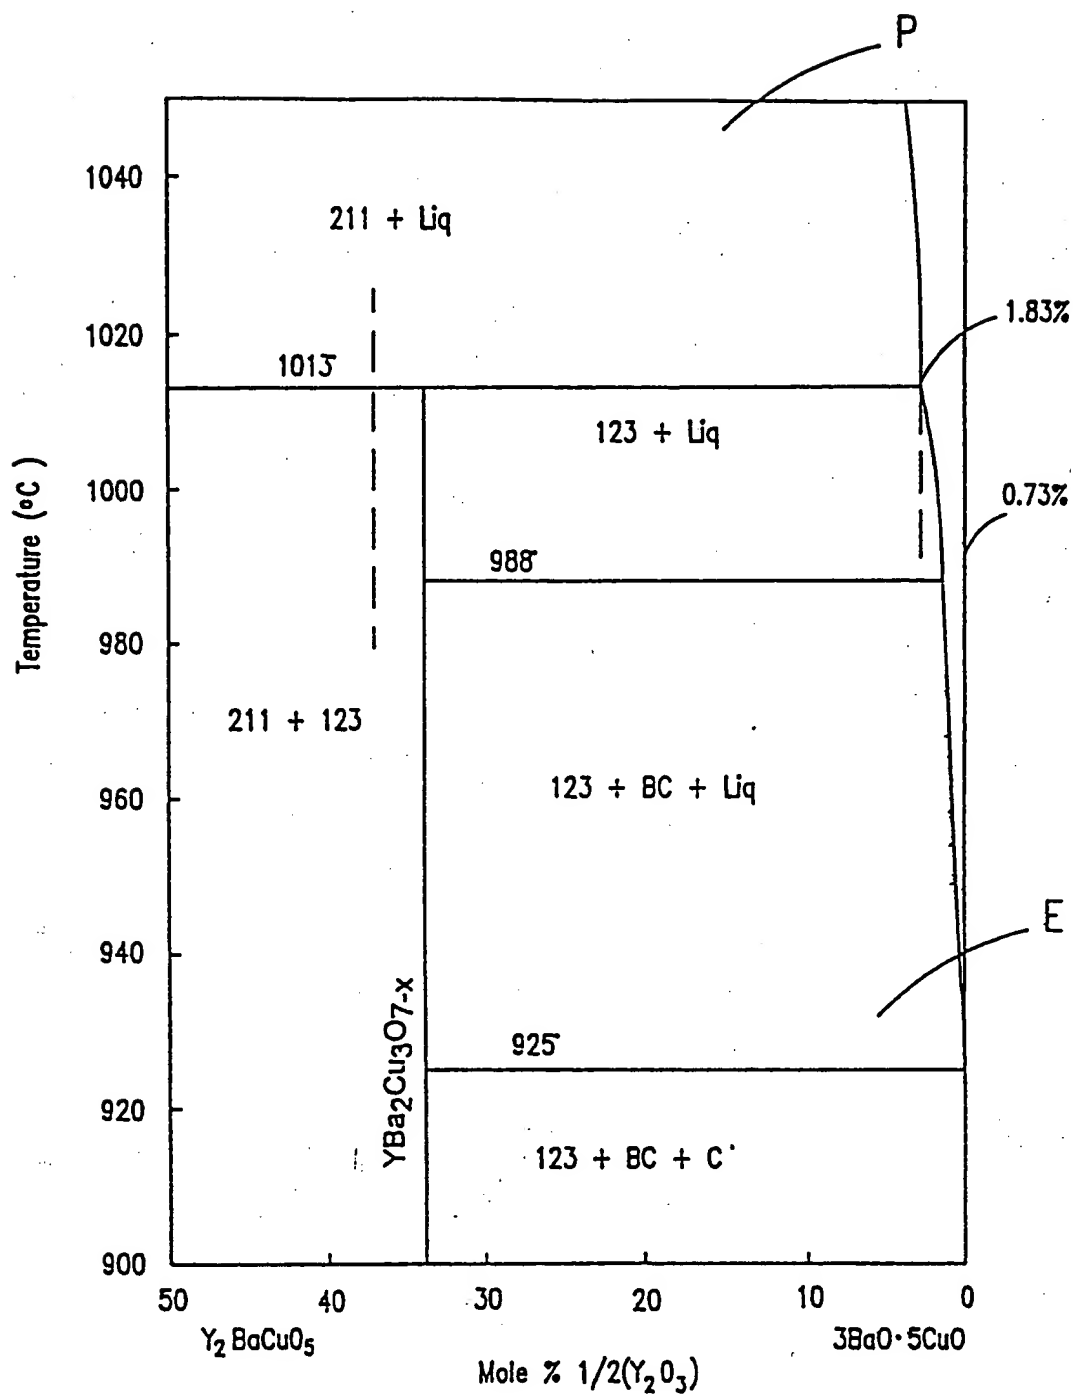 P
1040
211 + Liq
1020
1.83%
1013°
123 + Liq
Temperature (°C)
1000
0.73%
988°
980
211 + 123
960
123 + BC + Liq
E
940
925°
YBa₂Cu₃O₇₋ₓ
920
123 + BC + C
900
50 40 30 20 10 0
Y₂BaCuO₅ 3BaO·5CuO
Mole % 1/2(Y₂O₃)